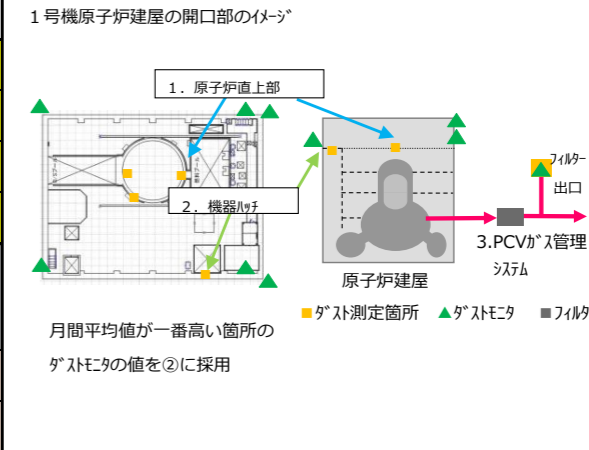 1号機原子炉建屋の開口部のｲﾒｰｼﾞ
1．原子炉直上部
2．機器ﾊｯﾁ
燃料プール
原子炉建屋
ﾌｨﾙﾀｰ
出口
3.PCVｶﾞｽ管理
ｼｽﾃﾑ
■ﾀﾞｽﾄ測定箇所 ▲ﾀﾞｽﾄﾓﾆﾀ ■ﾌｨﾙﾀ
月間平均値が一番高い箇所の
ﾀﾞｽﾄﾓﾆﾀの値を②に採用